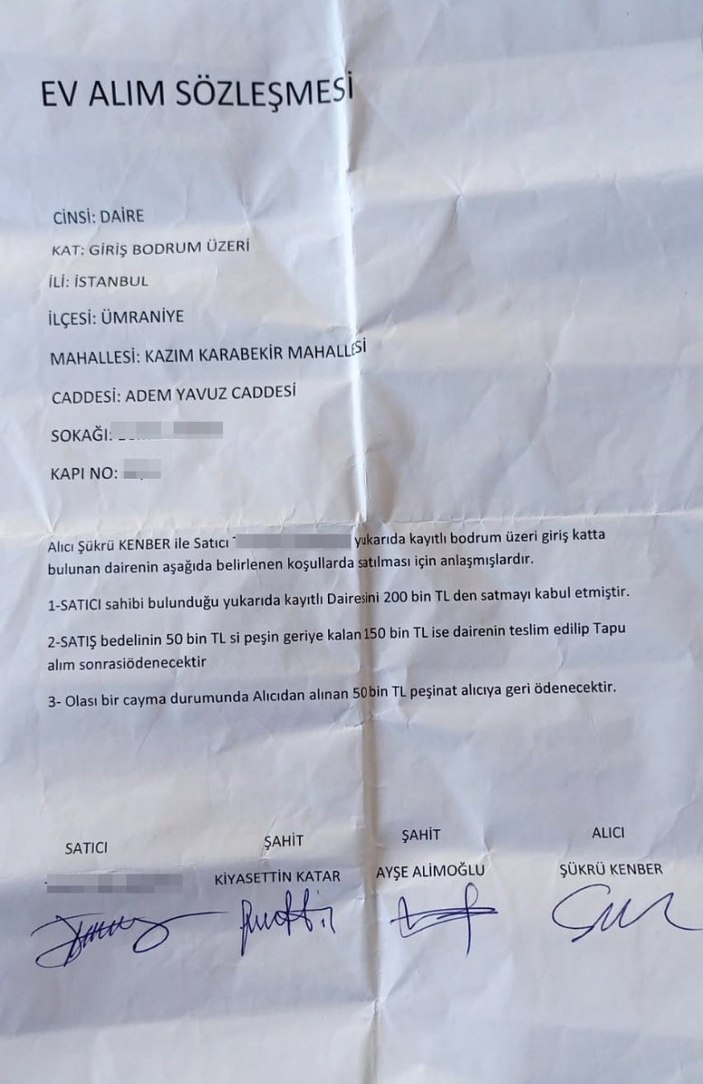 EV ALIM SÖZLEŞMESİ
CİNSİ: DAİRE
KAT: GİRİŞ BODRUM ÜZERİ
İLİ: İSTANBUL
İLÇESİ: ÜMRANİYE
MAHALLESİ: KAZIM KARABEKİR MAHALLESİ
CADDESİ: ADEM YAVUZ CADDESİ
SOKAĞI:
KAPI NO:
Alıcı Şükrü KENBER ile Satıcı yukarıda kayıtlı bodrum üzeri giriş katta
bulunan dairenin aşağıda belirlenen koşullarda satılması için anlaşmışlardır.
1-SATICI sahibi bulunduğu yukarıda kayıtlı Dairesini 200 bin TL den satmayı kabul etmiştir.
2-SATIŞ bedelinin 50 bin TL si peşin geriye kalan 150 bin TL ise dairenin teslim edilip Tapu
alım sonrasıödenecektir
3- Olası bir cayma durumunda Alıcıdan alınan 50 bin TL peşinat alıcıya geri ödenecektir.
SATICI ŞAHİT ŞAHİT ALICI
KİYASETTİN KATAR AYŞE ALİMOĞLU ŞÜKRÜ KENBER